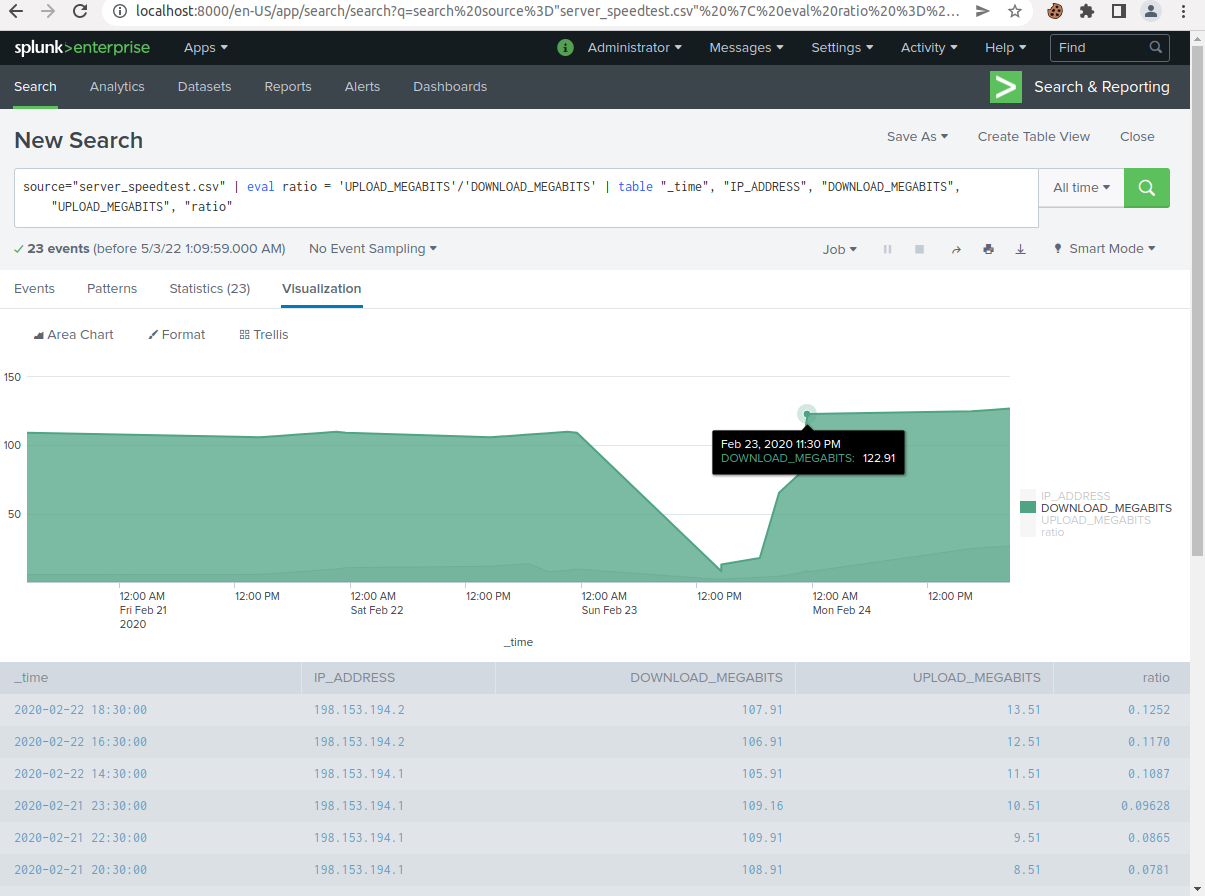 localhost:8000/en-US/app/search/search?q=search%20source%3D"server_speedtest.csv"%20%7C%20eval%20ratio%20%3D%2...
splunk>enterprise Apps i Administrator Messages Settings Activity Help Find
Search Analytics Datasets Reports Alerts Dashboards > Search & Reporting
New Search Save As Create Table View Close
source="server_speedtest.csv" | eval ratio = 'UPLOAD_MEGABITS'/'DOWNLOAD_MEGABITS' | table "_time", "IP_ADDRESS", "DOWNLOAD_MEGABITS",
"UPLOAD_MEGABITS", "ratio"
All time
✓ 23 events (before 5/3/22 1:09:59.000 AM) No Event Sampling Job Smart Mode
Events Patterns Statistics (23) Visualization
Area Chart Format Trellis
150
100
50
Feb 23, 2020 11:30 PM
DOWNLOAD_MEGABITS: 122.91
IP_ADDRESS
DOWNLOAD_MEGABITS
UPLOAD_MEGABITS
ratio
12:00 AM 12:00 PM 12:00 AM 12:00 PM 12:00 AM 12:00 PM 12:00 AM 12:00 PM
Fri Feb 21 Sat Feb 22 Sun Feb 23 Mon Feb 24
2020
_time
_time IP_ADDRESS DOWNLOAD_MEGABITS UPLOAD_MEGABITS ratio
2020-02-22 18:30:00 198.153.194.2 107.91 13.51 0.1252
2020-02-22 16:30:00 198.153.194.2 106.91 12.51 0.1170
2020-02-22 14:30:00 198.153.194.1 105.91 11.51 0.1087
2020-02-21 23:30:00 198.153.194.1 109.16 10.51 0.09628
2020-02-21 22:30:00 198.153.194.1 109.91 9.51 0.0865
2020-02-21 20:30:00 198.153.194.1 108.91 8.51 0.0781